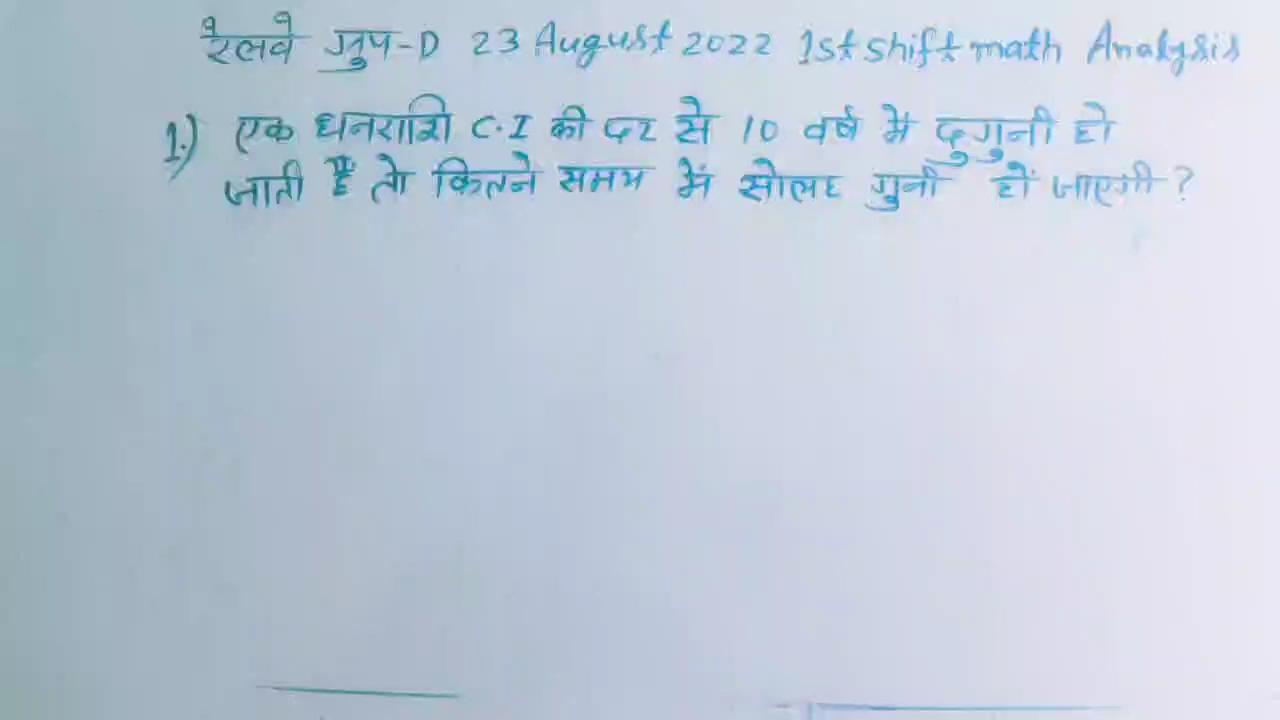 रेलवे ग्रुप-D 23 August 2022 1st shift math Analysis
1.) एक धनराशि C.I की दर से 10 वर्ष में दुगुनी हो
जाती है तो कितने समय में सोलह गुनी हो जाएगी ?